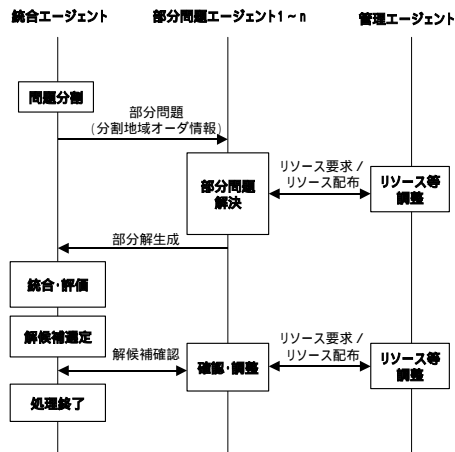 統合エージェント
部分問題エージェント1~n
管理エージェント
問題分割
部分問題
(分割地域オーダ情報)
部分問題
解決
リソース要求/
リソース配布
リソース等
調整
部分解生成
統合・評価
解候補選定
解候補確認
確認・調整
リソース要求/
リソース配布
リソース等
調整
処理終了